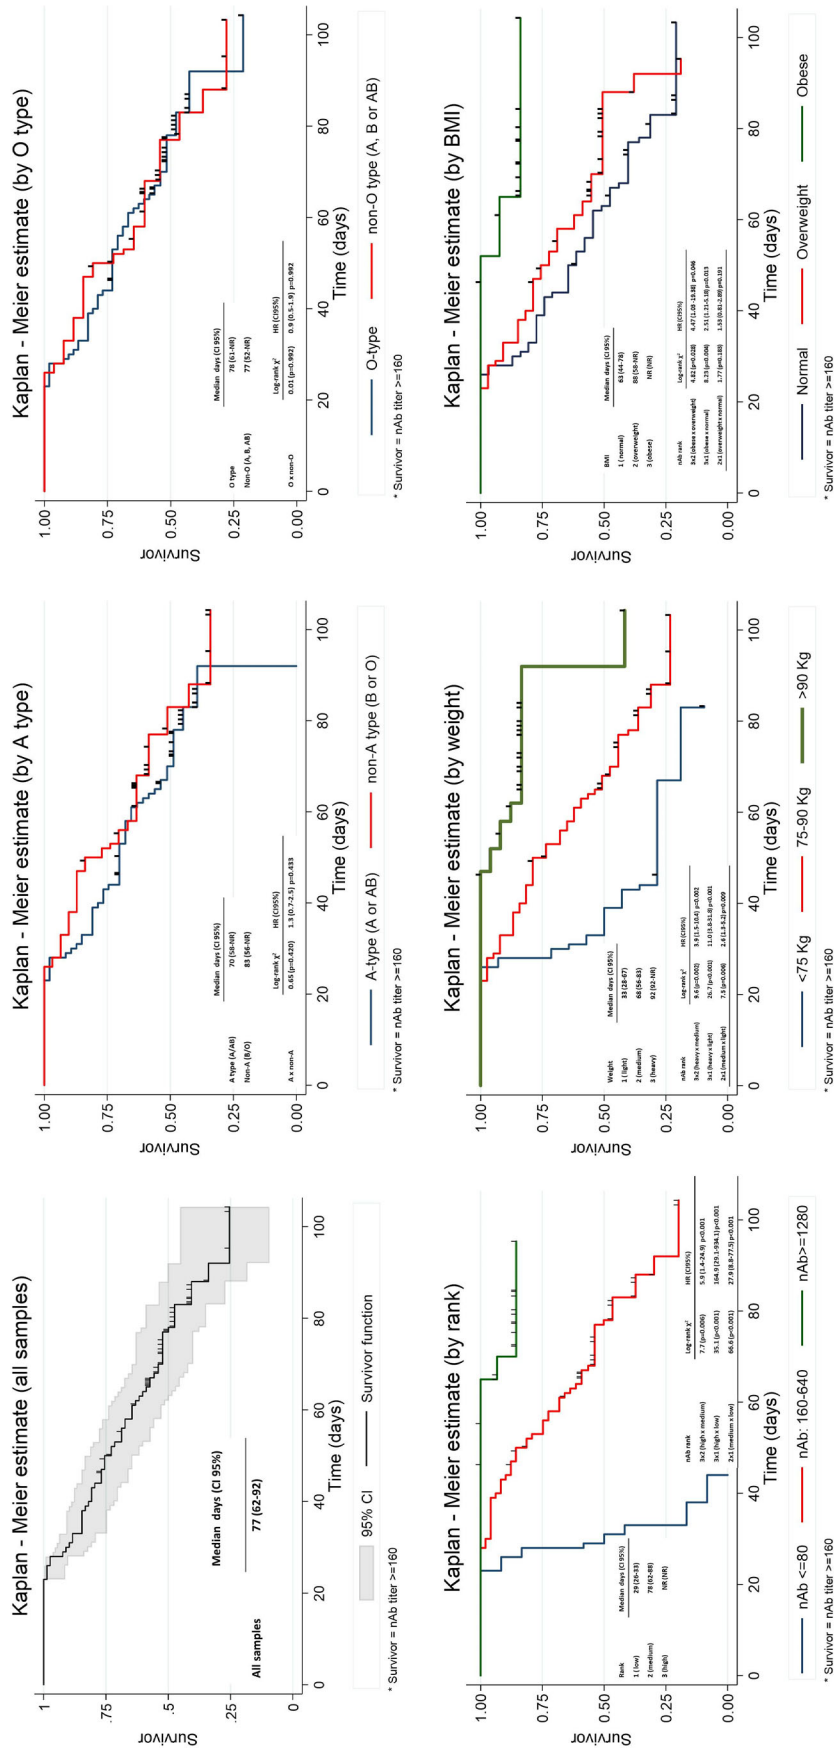 Kaplan - Meier estimate (all samples)
Survivor
1
.75
.5
.25
0
Median days (CI 95%)
All samples
77 (62-92)
0
20
40
60
80
100
Time (days)
95% CI
Survivor function
* Survivor = nAb titer >=160
Kaplan - Meier estimate (by A type)
Survivor
1.00
0.75
0.50
0.25
0.00
Median days (CI 95%)
A type (A/AB)
70 (58-NR)
Non-A (B/O)
83 (56-NR)
Log-rank χ²
HR (CI95%)
A x non-A
0.65 (p=0.420)
1.3 (0.7-2.5) p=0.433
0
20
40
60
80
100
Time (days)
A-type (A or AB)
non-A type (B or O)
* Survivor = nAb titer >=160
Kaplan - Meier estimate (by O type)
Survivor
1.00
0.75
0.50
0.25
0.00
Median days (CI 95%)
O type
78 (61-NR)
Non-O (A, B, AB)
77 (52-NR)
Log-rank χ²
HR (CI95%)
O x non-O
0.01 (p=0.992)
0.9 (0.5-1.9) p=0.992
0
20
40
60
80
100
Time (days)
O-type
non-O type (A, B or AB)
* Survivor = nAb titer >=160
Kaplan - Meier estimate (by rank)
Survivor
1.00
0.75
0.50
0.25
0.00
Rank
Median days (CI 95%)
1 (low)
29 (26-33)
2 (medium)
78 (62-88)
3 (high)
NR (NR)
nAb rank
Log-rank χ²
HR (CI95%)
3x2 (high x medium)
7.7 (p=0.006)
5.9 (1.4-24.9) p<0.001
3x1 (high x low)
35.1 (p<0.001)
164.9 (29.1-934.1) p<0.001
2x1 (medium x low)
66.6 (p<0.001)
27.9 (8.8-77.5) p<0.001
0
20
40
60
80
100
Time (days)
nAb <=80
nAb: 160-640
nAb>=1280
* Survivor = nAb titer >=160
Kaplan - Meier estimate (by weight)
Survivor
1.00
0.75
0.50
0.25
0.00
Weight
Median days (CI 95%)
1 (light)
33 (28-67)
2 (medium)
68 (56-83)
3 (heavy)
92 (92-NR)
nAb rank
Log-rank χ²
HR (CI95%)
3x2 (heavy x medium)
9.6 (p=0.002)
3.9 (1.5-10.4) p=0.002
3x1 (heavy x light)
26.7 (p<0.001)
11.0 (3.8-31.8) p<0.001
2x1 (medium x light)
7.5 (p=0.006)
2.6 (1.3-5.2) p=0.009
0
20
40
60
80
100
Time (days)
<75 Kg
75-90 Kg
>90 Kg
* Survivor = nAb titer >=160
Kaplan - Meier estimate (by BMI)
Survivor
1.00
0.75
0.50
0.25
0.00
BMI
Median days (CI 95%)
1 ( normal)
63 (44-78)
2 (overweight)
88 (58-NR)
3 (obese)
NR (NR)
nAb rank
Log-rank χ²
HR (CI95%)
3x2 (obese x overweight)
4.82 (p=0.028)
3x1 (obese x normal)
8.23 (p=0.004)
2.51 (1.21-5.18) p=0.013
2x1 (overweight x normal)
1.77 (p=0.183)
0
20
40
60
80
100
Time (days)
Normal
Overweight
Obese
* Survivor = nAb titer >=160